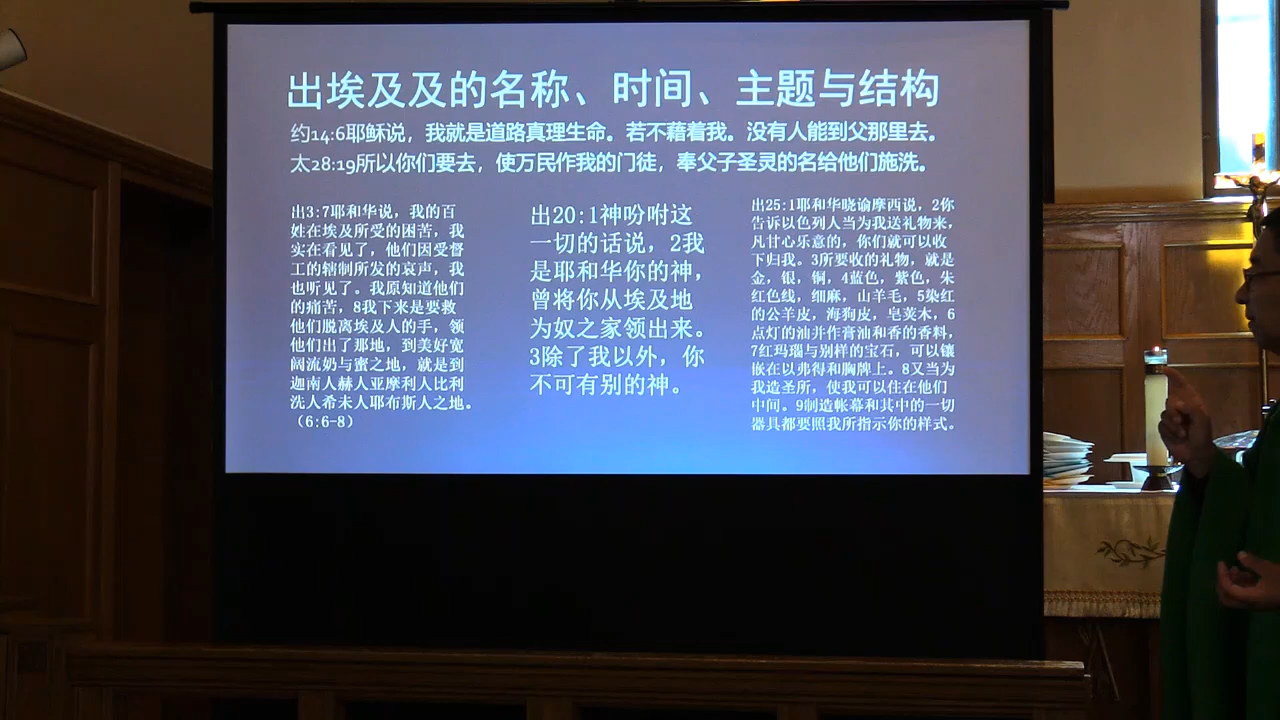 出埃及及的名称、时间、主题与结构
约14:6耶稣说，我就是道路真理生命。若不藉着我。没有人能到父那里去。
太28:19所以你们要去，使万民作我的门徒，奉父子圣灵的名给他们施洗。
出3:7耶和华说，我的百
姓在埃及所受的困苦，我
实在看见了，他们因受督
工的辖制所发的哀声，我
也听见了。我原知道他们
的痛苦，8我下来是要救
他们脱离埃及人的手，领
他们出了那地，到美好宽
阔流奶与蜜之地，就是到
迦南人赫人亚摩利人比利
洗人希未人耶布斯人之地。
（6:6-8）
出20:1神吩咐这
一切的话说，2我
是耶和华你的神，
曾将你从埃及地
为奴之家领出来。
3除了我以外，你
不可有别的神。
出25:1耶和华晓谕摩西说，2你
告诉以色列人当为我送礼物来，
凡甘心乐意的，你们就可以收
下归我。3所要收的礼物，就是
金，银，铜，4蓝色，紫色，朱
红色线，细麻，山羊毛，5染红
的公羊皮，海狗皮，皂荚木，6
点灯的油并作膏油和香的香料，
7红玛瑙与别样的宝石，可以镶
嵌在以弗得和胸牌上。8又当为
我造圣所，使我可以住在他们
中间。9制造帐幕和其中的一切
器具都要照我所指示你的样式。